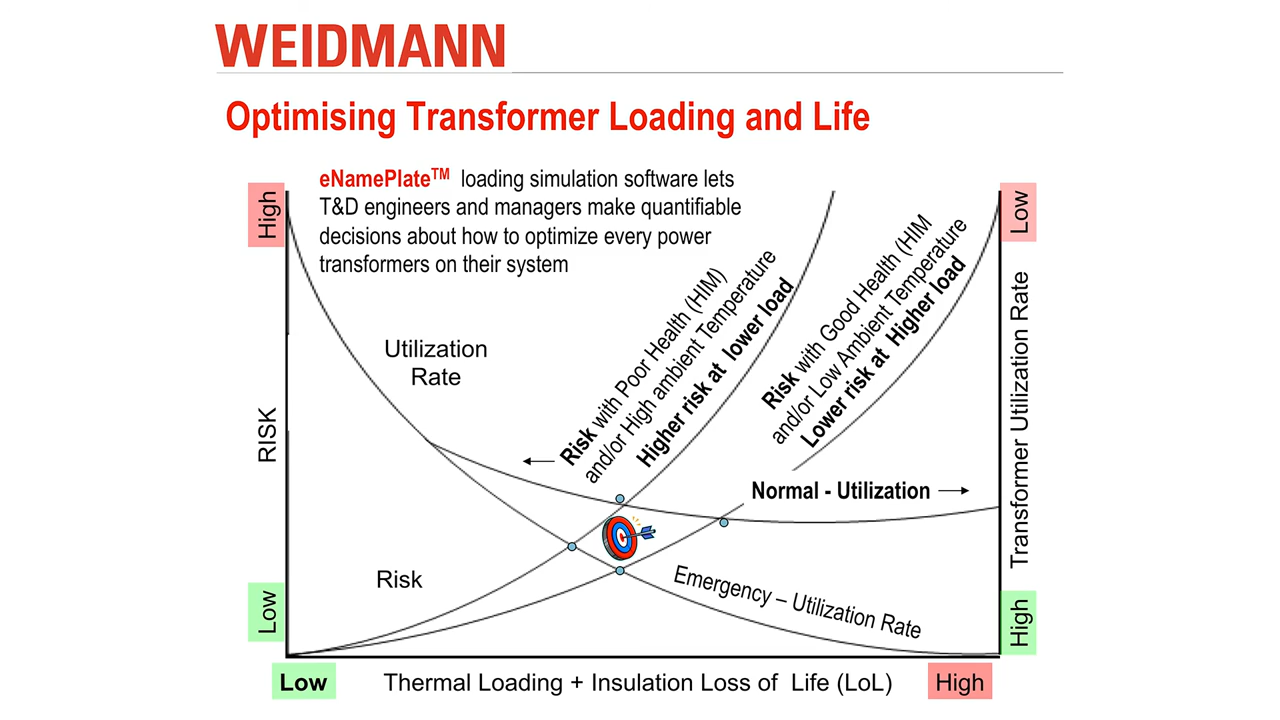 WEIDMANN
Optimising Transformer Loading and Life
eNamePlate™ loading simulation software lets
T&D engineers and managers make quantifiable
decisions about how to optimize every power
transformers on their system
High
RISK
Low
Utilization
Rate
Risk
Risk with Poor Health (HIM)
and/or High ambient Temperature
Higher risk at lower load
Risk with Good Health (HIM
and/or Low Ambient Temperature
Lower risk at Higher load
Normal - Utilization
Emergency – Utilization Rate
Low
Transformer Utilization Rate
High
Low
Thermal Loading + Insulation Loss of Life (LoL)
High